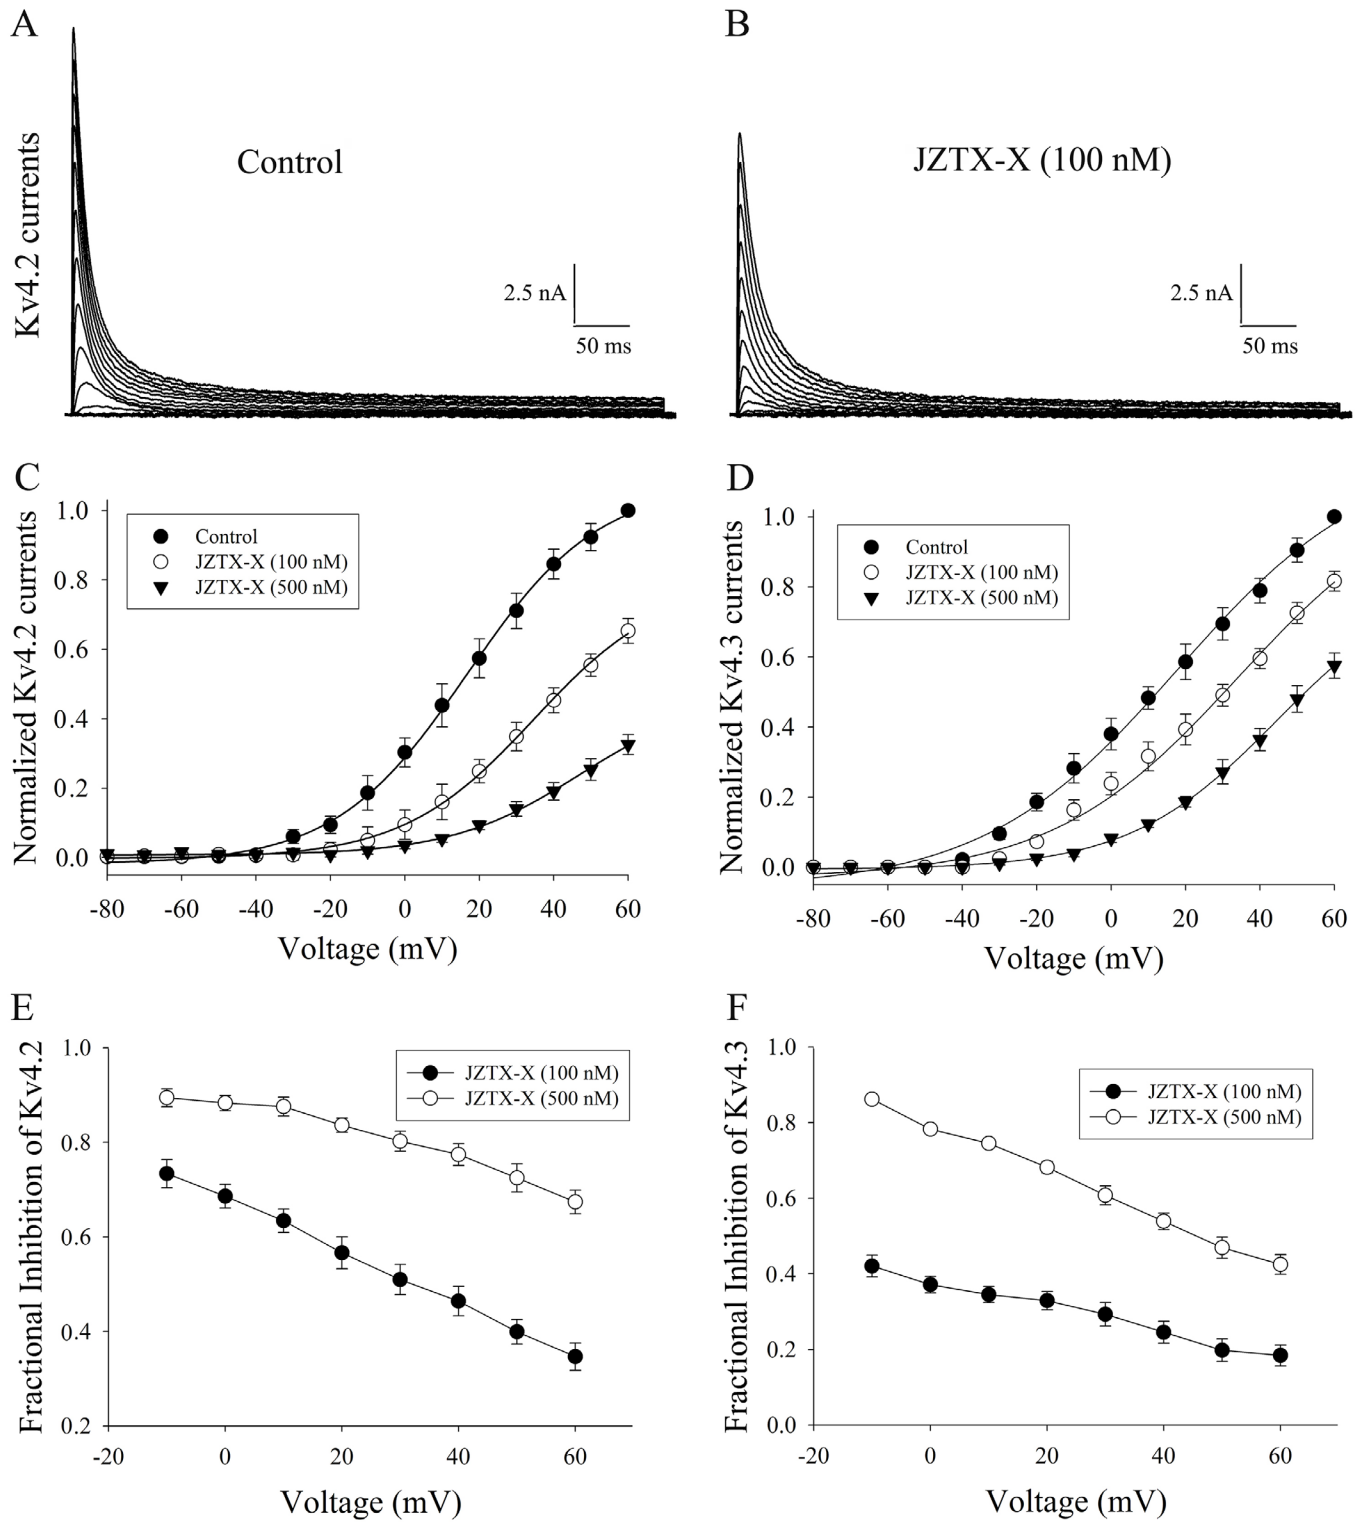 A
B
Kv4.2 currents
Control
JZTX-X (100 nM)
2.5 nA
50 ms
2.5 nA
50 ms
C
Normalized Kv4.2 currents
1.0
0.8
0.6
0.4
0.2
0.0
Control
JZTX-X (100 nM)
JZTX-X (500 nM)
-80 -60 -40 -20 0 20 40 60
Voltage (mV)
D
Normalized Kv4.3 currents
1.0
0.8
0.6
0.4
0.2
0.0
Control
JZTX-X (100 nM)
JZTX-X (500 nM)
-80 -60 -40 -20 0 20 40 60
Voltage (mV)
E
Fractional Inhibition of Kv4.2
1.0
0.8
0.6
0.4
0.2
JZTX-X (100 nM)
JZTX-X (500 nM)
-20 0 20 40 60
Voltage (mV)
F
Fractional Inhibition of Kv4.3
1.0
0.8
0.6
0.4
0.2
0.0
JZTX-X (100 nM)
JZTX-X (500 nM)
-20 0 20 40 60
Voltage (mV)